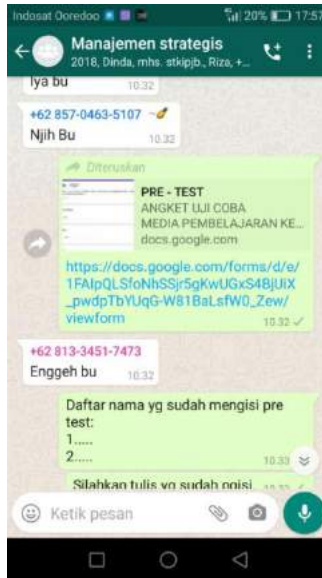 Indosat Ooredoo 20% 17:57
Manajemen strategis
2018, Dinda, mhs. stkipjb., Riza, +...
Iya bu 10.32
+62 857-0463-5107
Njih Bu 10.32
Diteruskan
PRE - TEST
ANGKET UJI COBA
MEDIA PEMBELAJARAN KE...
docs.google.com
https://docs.google.com/forms/d/e/
1FAIpQLSfoNhSSjr5gKwUGxS4BjUiX
_pwdpTbYUqG-W81BaLsfW0_Zew/
viewform 10.32
+62 813-3451-7473
Enggeh bu 10.32
Daftar nama yg sudah mengisi pre
test:
1.....
2..... 10.33
Silahkan tulis yg sudah ngisi
Ketik pesan